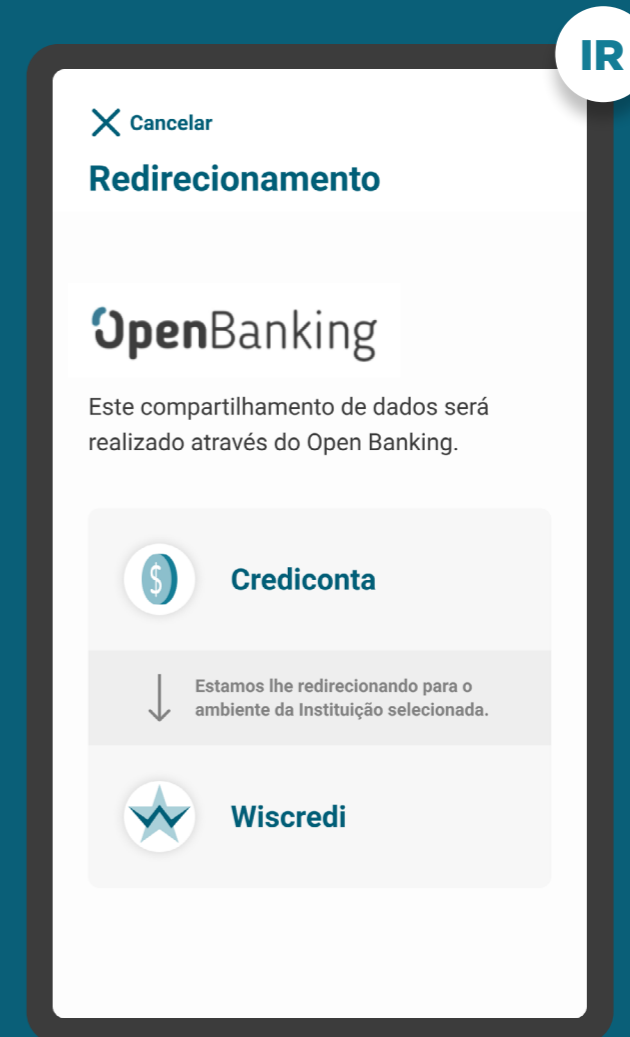 IR
Cancelar
Redirecionamento
OpenBanking
Este compartilhamento de dados será
realizado através do Open Banking.
$
Crediconta
Estamos lhe redirecionando para o
ambiente da Instituição selecionada.
Wiscredi